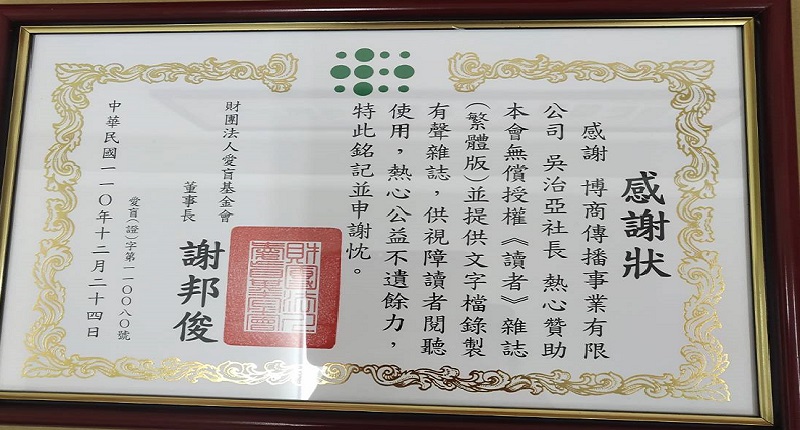 感謝狀
感謝 博商傳播事業有限
公司 吳治亞社長 熱心贊助
本會無償授權《讀者》雜誌
(繁體版)並提供文字檔錄製
有聲雜誌，供視障讀者閱聽
使用，熱心公益不遺餘力，
特此銘記並申謝忱。
財團法人愛盲基金會
董事長
謝邦俊
愛盲(證)字第一一００八０號
中華民國一一０年十二月二十四日